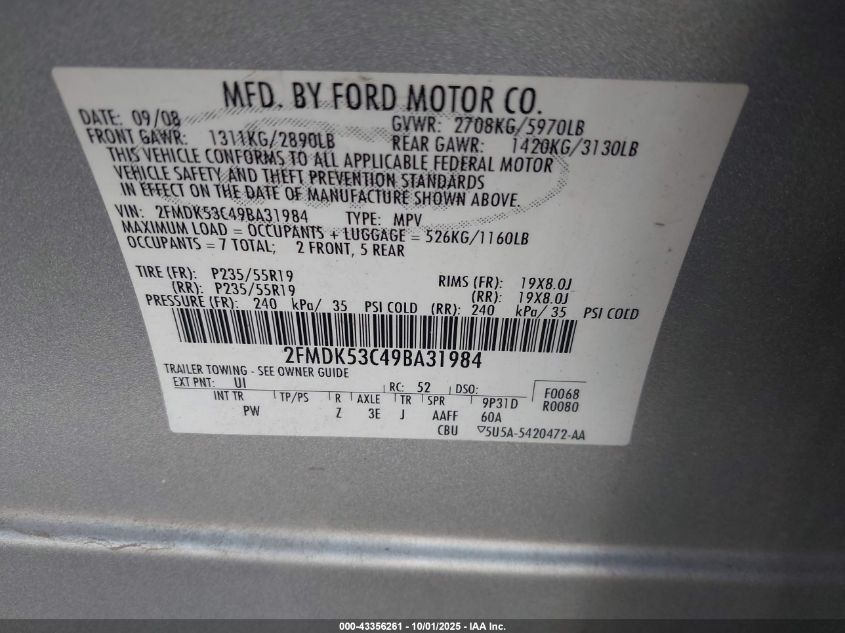 MFD. BY FORD MOTOR CO.
DATE: 09/08 GVWR: 2708KG/5970LB
FRONT GAWR: 1311KG/2890LB REAR GAWR: 1420KG/3130LB
THIS VEHICLE CONFORMS TO ALL APPLICABLE FEDERAL MOTOR
VEHICLE SAFETY AND THEFT PREVENTION STANDARDS
IN EFFECT ON THE DATE OF MANUFACTURE SHOWN ABOVE.
VIN: 2FMDK53C49BA31984 TYPE: MPV
MAXIMUM LOAD = OCCUPANTS + LUGGAGE = 526KG/1160LB
OCCUPANTS = 7 TOTAL; 2 FRONT, 5 REAR
TIRE (FR): P235/55R19 RIMS (FR): 19X8.0J
(RR): P235/55R19 (RR): 19X8.0J
PRESSURE (FR): 240 kPa/ 35 PSI COLD (RR): 240 kPa/ 35 PSI COLD
2FMDK53C49BA31984
TRAILER TOWING - SEE OWNER GUIDE
EXT PNT: UI RC: 52 DSO: F0068
INT TR TP/PS R AXLE TR SPR 9P31D R0080
PW Z 3E J AAFF 60A
CBU ▽5U5A-5420472-AA
000-43356261 - 10/01/2025 - IAA Inc.